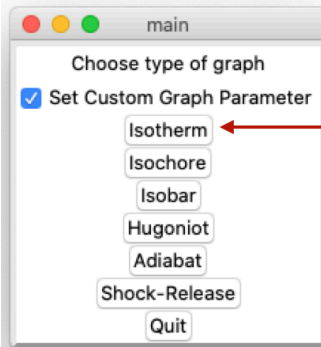 main
Choose type of graph
Set Custom Graph Parameter
Isotherm
Isochore
Isobar
Hugoniot
Adiabat
Shock-Release
Quit